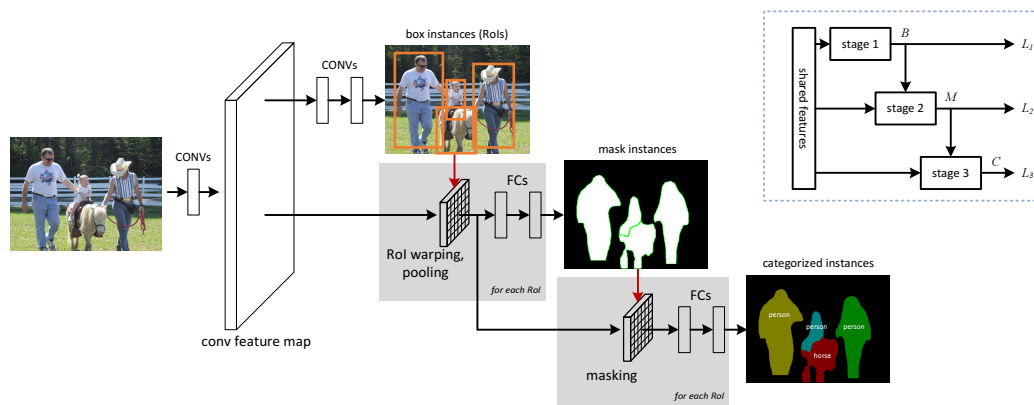 box instances (RoIs)
CONVs
CONVs
conv feature map
RoI warping,
pooling
FCs
for each RoI
mask instances
masking
FCs
for each RoI
categorized instances
person
person
person
horse
shared features
stage 1
B
L1
stage 2
M
L2
stage 3
C
L3